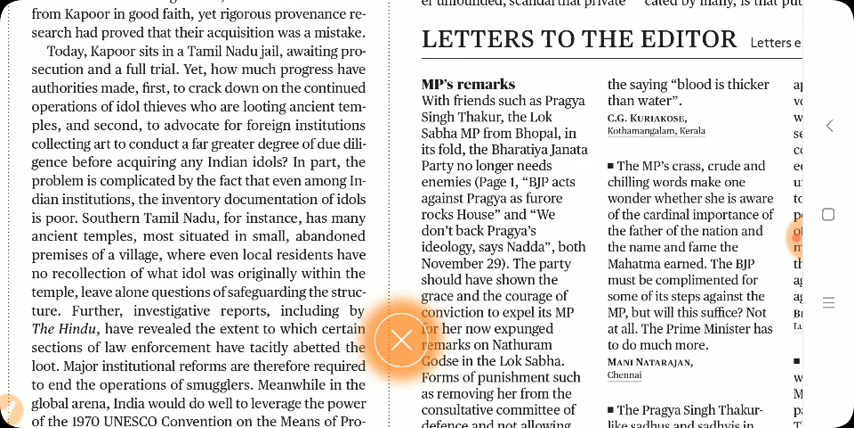 from Kapoor in good faith, yet rigorous provenance re-
search had proved that their acquisition was a mistake.
Today, Kapoor sits in a Tamil Nadu jail, awaiting pro-
secution and a full trial. Yet, how much progress have
authorities made, first, to crack down on the continued
operations of idol thieves who are looting ancient tem-
ples, and second, to advocate for foreign institutions
collecting art to conduct a far greater degree of due dili-
gence before acquiring any Indian idols? In part, the
problem is complicated by the fact that even among In-
dian institutions, the inventory documentation of idols
is poor. Southern Tamil Nadu, for instance, has many
ancient temples, most situated in small, abandoned
premises of a village, where even local residents have
no recollection of what idol was originally within the
temple, leave alone questions of safeguarding the struc-
ture. Further, investigative reports, including by
The Hindu, have revealed the extent to which certain
sections of law enforcement have tacitly abetted the
loot. Major institutional reforms are therefore required
to end the operations of smugglers. Meanwhile in the
global arena, India would do well to leverage the power
of the 1970 UNESCO Convention on the Means of Pro-
LETTERS TO THE EDITOR Letters e
MP's remarks
With friends such as Pragya
Singh Thakur, the Lok
Sabha MP from Bhopal, in
its fold, the Bharatiya Janata
Party no longer needs
enemies (Page 1, "BJP acts
against Pragya as furore
rocks House" and "We
don't back Pragya's
ideology, says Nadda", both
November 29). The party
should have shown the
grace and the courage of
conviction to expel its MP
for her now expunged
remarks on Nathuram
Godse in the Lok Sabha.
Forms of punishment such
as removing her from the
consultative committee of
defence and not allowing
the saying "blood is thicker
than water".
C.G. KURIAKOSE,
Kothamangalam, Kerala
■ The MP's crass, crude and
chilling words make one
wonder whether she is aware
of the cardinal importance of
the father of the nation and
the name and fame the
Mahatma earned. The BJP
must be complimented for
some of its steps against the
MP, but will this suffice? Not
at all. The Prime Minister has
to do much more.
MANI NATARAJAN,
Chennai
■ The Pragya Singh Thakur-
like sadhus and sadhvis in